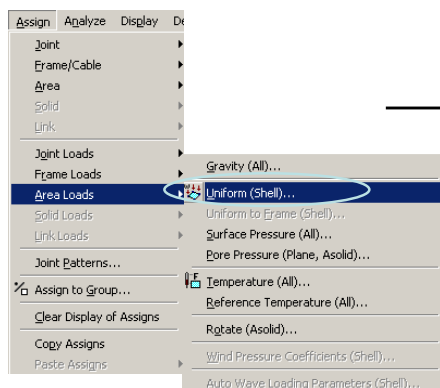 Assign Analyze Display De
Joint
Frame/Cable
Area
Solid
Link
Joint Loads
Frame Loads
Area Loads
Solid Loads
Link Loads
Joint Patterns...
Assign to Group...
Clear Display of Assigns
Copy Assigns
Paste Assigns
Gravity (All)...
Uniform (Shell)...
Uniform to Frame (Shell)...
Surface Pressure (All)...
Pore Pressure (Plane, Asolid)...
Temperature (All)...
Reference Temperature (All)...
Rotate (Asolid)...
Wind Pressure Coefficients (Shell)...
Auto Wave Loading Parameters (Shell)...